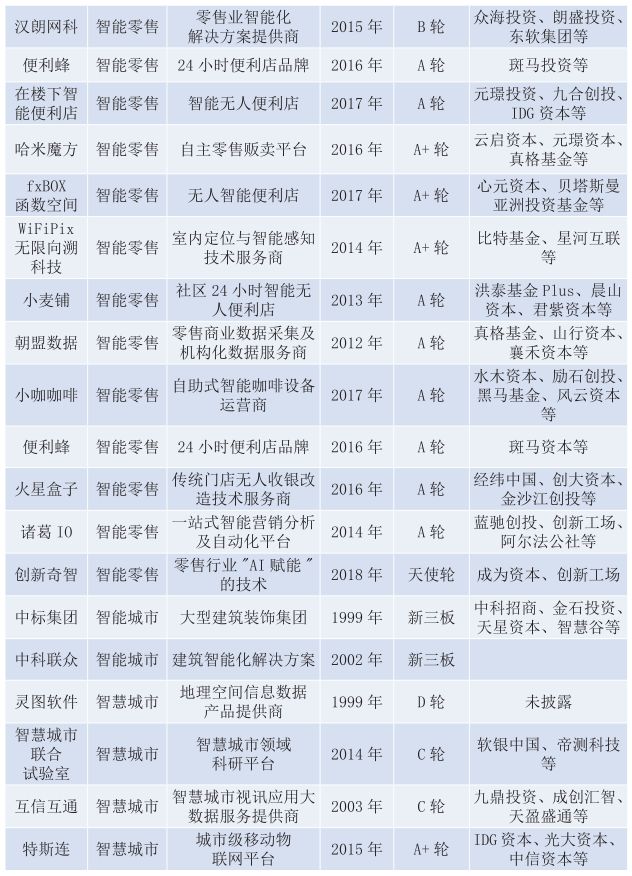 汉朗网科 智能零售 零售业智能化 2015 年 B 轮 众海投资、朗盛投资、
解决方案提供商 东软集团等
便利蜂 智能零售 24 小时便利店品牌 2016 年 A 轮 斑马投资等
在楼下智 智能零售 智能无人便利店 2017 年 A 轮 元璟投资、九合创投、
能便利店 IDG 资本等
哈米魔方 智能零售 自主零售贩卖平台 2016 年 A+ 轮 云启资本、元璟资本、
真格基金等
fxBOX 智能零售 无人智能便利店 2017 年 A+ 轮 心元资本、贝塔斯曼
函数空间 亚洲投资基金等
WiFiPix
无限向溯 智能零售 室内定位与智能感知 2014 年 A+ 轮 比特基金、星河互联
科技 技术服务商 等
小麦铺 智能零售 社区 24 小时智能无 2013 年 A 轮 洪泰基金 Plus、晨山
人便利店 资本、君紫资本等
朝盟数据 智能零售 零售商业数据采集及 2012 年 A 轮 真格基金、山行资本、
机构化数据服务商 襄禾资本等
小咖咖啡 智能零售 自助式智能咖啡设备 2017 年 A 轮 水木资本、励石创投、
运营商 黑马基金、风云资本
等
便利蜂 智能零售 24 小时便利店品牌 2016 年 A 轮 斑马资本等
火星盒子 智能零售 传统门店无人收银改 2016 年 A 轮 经纬中国、创大资本、
造技术服务商 金沙江创投等
诸葛 IO 智能零售 一站式智能营销分析 2014 年 A 轮 蓝驰创投、创新工场、
及自动化平台 阿尔法公社等
创新奇智 智能零售 零售行业 "AI 赋能 " 2018 年 天使轮 成为资本、创新工场
的技术
中标集团 智能城市 大型建筑装饰集团 1999 年 新三板 中科招商、金石投资、
天星资本、智慧谷等
中科联众 智能城市 建筑智能化解决方案 2002 年 新三板
灵图软件 智慧城市 地理空间信息数据 1999 年 D 轮 未披露
产品提供商
智慧城市
联合 智慧城市 智慧城市领域 2014 年 C 轮 软银中国、帝测科技
试验室 科研平台 等
互信互通 智慧城市 智慧城市视讯应用大 2003 年 C 轮 九鼎投资、成创汇智、
数据服务提供商 天盈盛通等
特斯连 智慧城市 城市级移动物 2015 年 A+ 轮 IDG 资本、光大资本、
联网平台 中信资本等